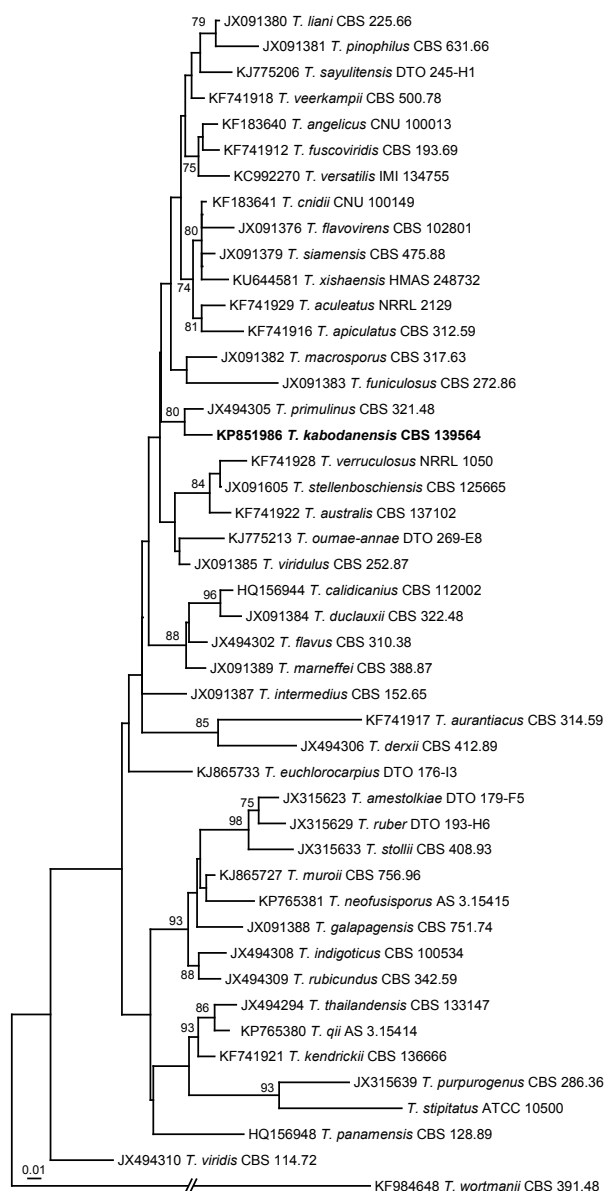 79
JX091380 T. liani CBS 225.66
JX091381 T. pinophilus CBS 631.66
KJ775206 T. sayulitensis DTO 245-H1
KF741918 T. veerkampii CBS 500.78
KF183640 T. angelicus CNU 100013
KF741912 T. fuscoviridis CBS 193.69
75
KC992270 T. versatilis IMI 134755
KF183641 T. cnidii CNU 100149
80
JX091376 T. flavovirens CBS 102801
JX091379 T. siamensis CBS 475.88
74
KU644581 T. xishaensis HMAS 248732
KF741929 T. aculeatus NRRL 2129
81
KF741916 T. apiculatus CBS 312.59
JX091382 T. macrosporus CBS 317.63
JX091383 T. funiculosus CBS 272.86
80
JX494305 T. primulinus CBS 321.48
KP851986 T. kabodanensis CBS 139564
KF741928 T. verruculosus NRRL 1050
84
JX091605 T. stellenboschiensis CBS 125665
KF741922 T. australis CBS 137102
KJ775213 T. oumae-annae DTO 269-E8
JX091385 T. viridulus CBS 252.87
HQ156944 T. calidicanius CBS 112002
96
JX091384 T. duclauxii CBS 322.48
88
JX494302 T. flavus CBS 310.38
JX091389 T. marneffei CBS 388.87
JX091387 T. intermedius CBS 152.65
KF741917 T. aurantiacus CBS 314.59
85
JX494306 T. derxii CBS 412.89
KJ865733 T. euchlorocarpius DTO 176-I3
75
JX315623 T. amestolkiae DTO 179-F5
98
JX315629 T. ruber DTO 193-H6
JX315633 T. stollii CBS 408.93
KJ865727 T. muroii CBS 756.96
KP765381 T. neofusisporus AS 3.15415
93
JX091388 T. galapagensis CBS 751.74
JX494308 T. indigoticus CBS 100534
88
JX494309 T. rubicundus CBS 342.59
86
JX494294 T. thailandensis CBS 133147
93
KP765380 T. qii AS 3.15414
KF741921 T. kendrickii CBS 136666
93
JX315639 T. purpurogenus CBS 286.36
T. stipitatus ATCC 10500
HQ156948 T. panamensis CBS 128.89
JX494310 T. viridis CBS 114.72
0.01
KF984648 T. wortmanii CBS 391.48